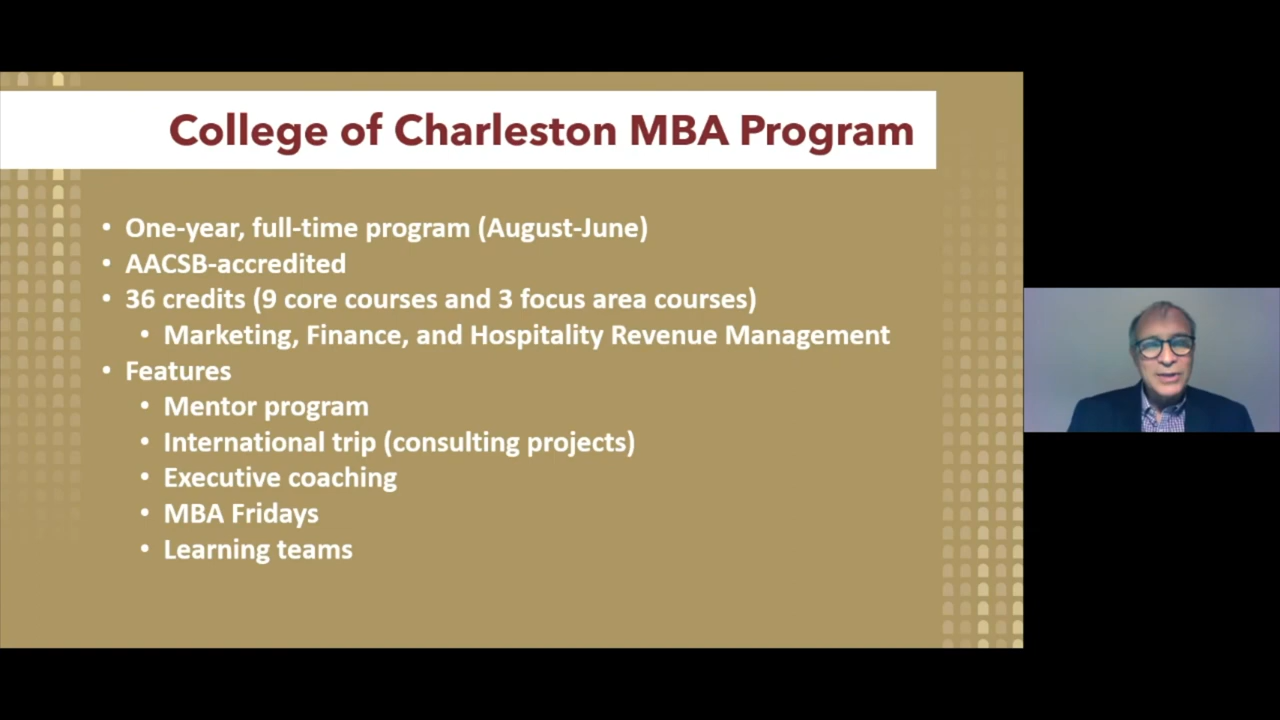 College of Charleston MBA Program
• One-year, full-time program (August-June)
• AACSB-accredited
• 36 credits (9 core courses and 3 focus area courses)
• Marketing, Finance, and Hospitality Revenue Management
• Features
• Mentor program
• International trip (consulting projects)
• Executive coaching
• MBA Fridays
• Learning teams